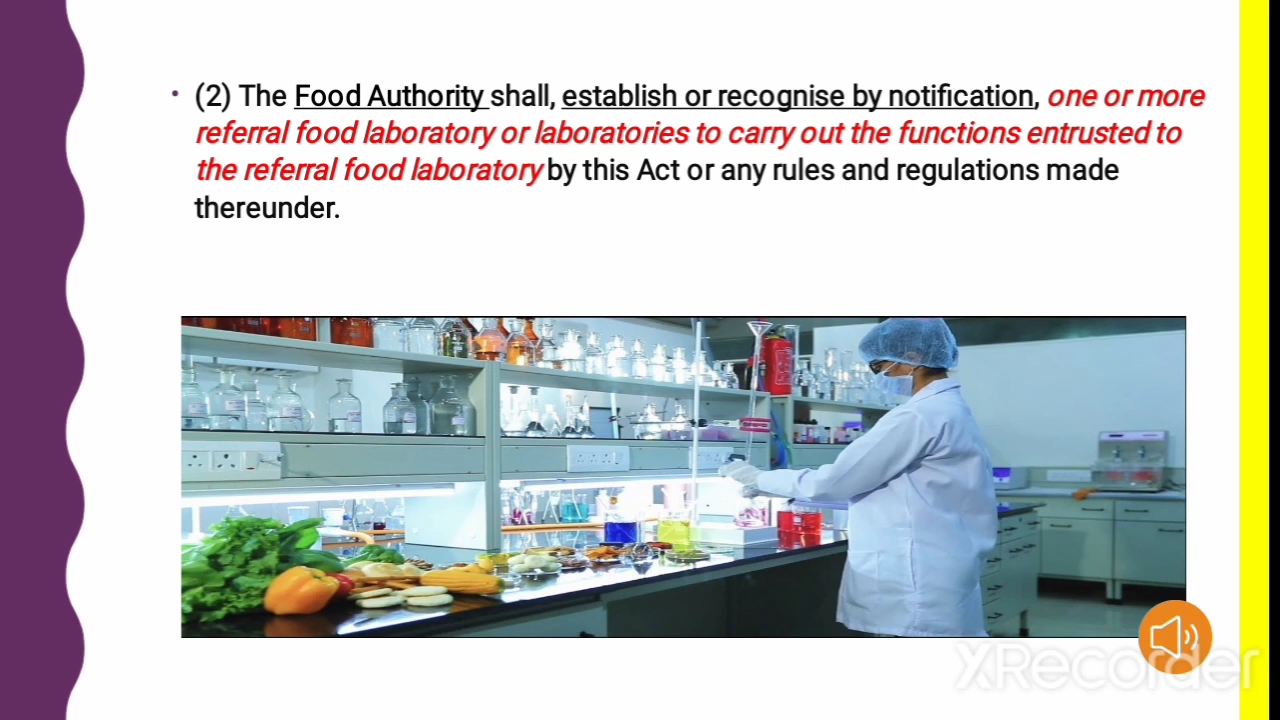 (2) The Food Authority shall, establish or recognise by notification, one or more
referral food laboratory or laboratories to carry out the functions entrusted to
the referral food laboratory by this Act or any rules and regulations made
thereunder.
XRecorder